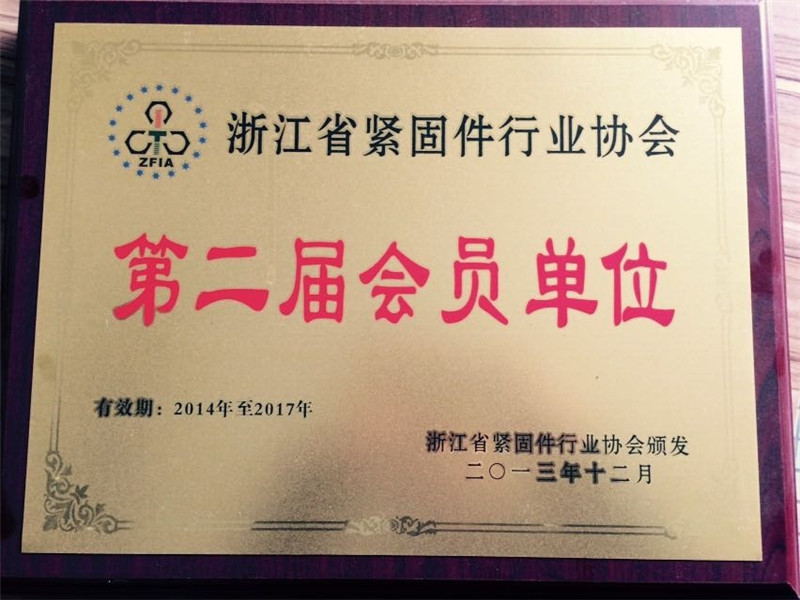 ZFIA
浙江省紧固件行业协会
第二届会员单位
有效期：2014年至2017年
浙江省紧固件行业协会颁发
二〇一三年十二月